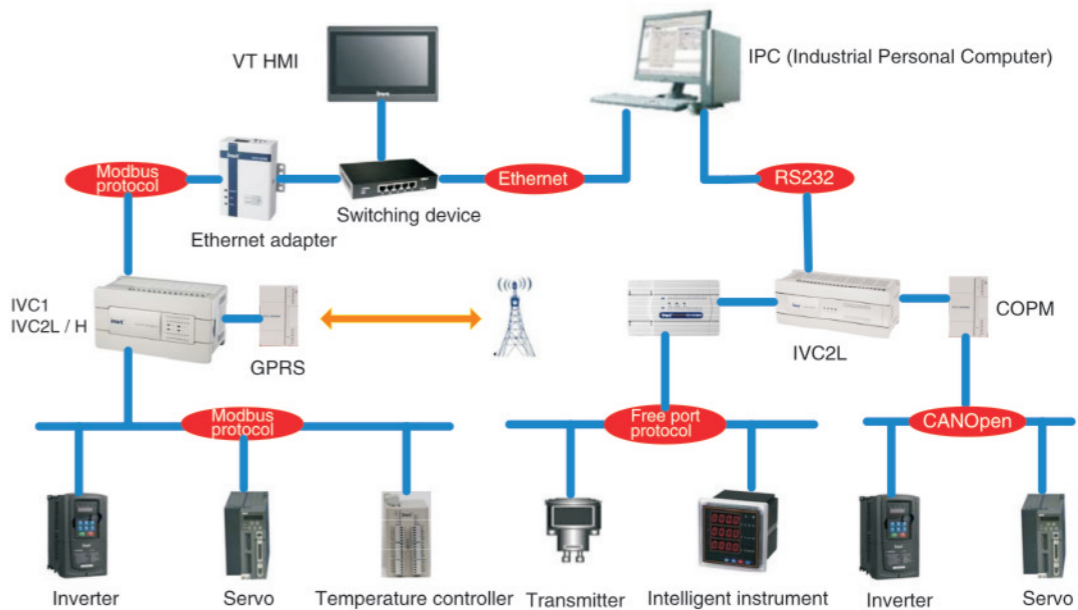 VT HMI
IPC (Industrial Personal Computer)
Modbus
protocol
Ethernet
RS232
Switching device
Ethernet adapter
IVC1
IVC2L / H
GPRS
IVC2L
COPM
Modbus
protocol
Free port
protocol
CANOpen
Inverter
Servo
Temperature controller
Transmitter
Intelligent instrument
Inverter
Servo